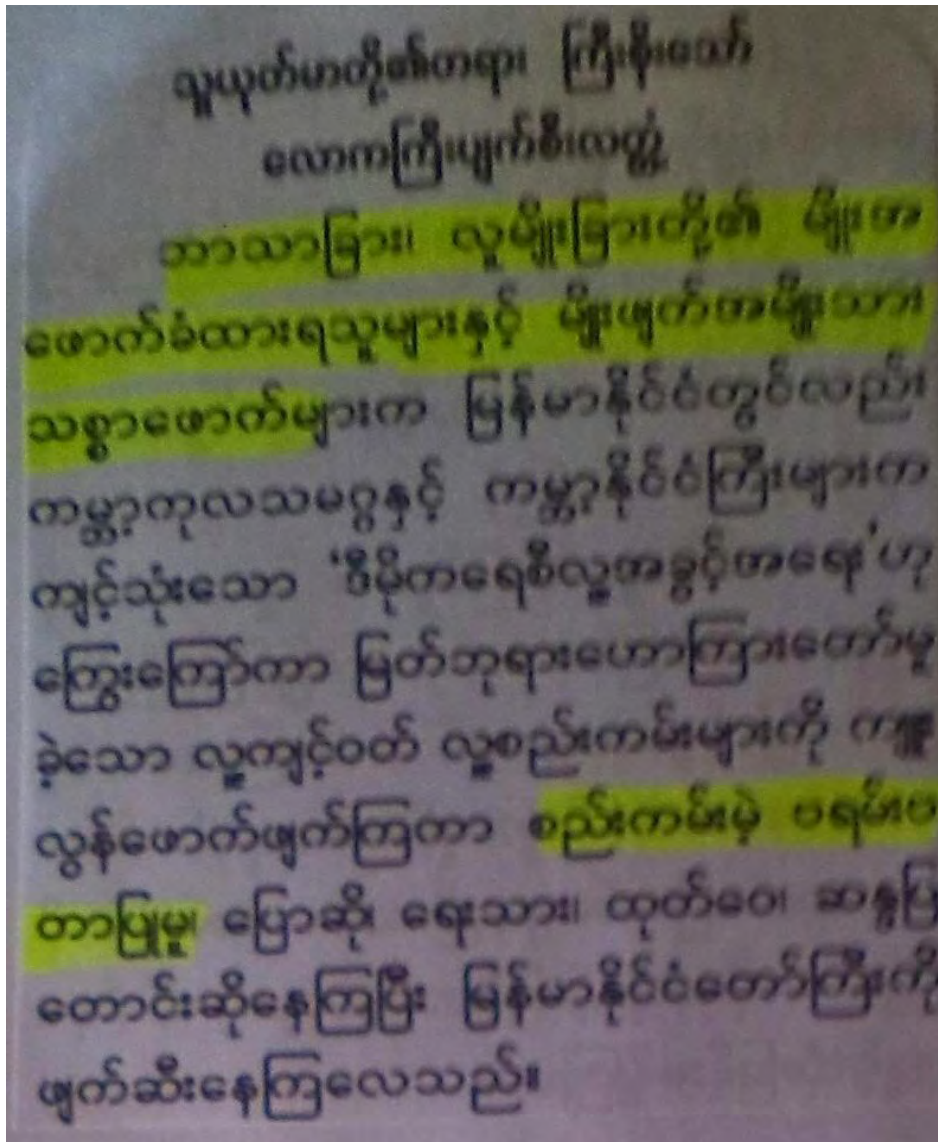 လူယုတ်မာတို့၏တရား ကြီးစိုးသော်
လောကကြီးပျက်စီးလတ္တံ့
ဘာသာခြား၊ လူမျိုးခြားတို့၏ မျိုးအ
ဖောက်ခံထားရသူများနှင့် မျိုးဖျက်အမျိုးသား
သစ္စာဖောက်များက မြန်မာနိုင်ငံတွင်လည်း
ကမ္ဘာ့ကုလသမဂ္ဂနှင့် ကမ္ဘာ့နိုင်ငံကြီးများက
ကျင့်သုံးသော 'ဒီမိုကရေစီလူ့အခွင့်အရေး'ဟု
ကြွေးကြော်ကာ မြတ်ဘုရားဟောကြားတော်မူ
ခဲ့သော လူ့ကျင့်ဝတ် လူ့စည်းကမ်းများကို ကျူး
လွန်ဖောက်ဖျက်ကြကာ စည်းကမ်းမဲ့ ဗရမ်းဗ
တာပြုမူ၊ ပြောဆို၊ ရေးသား၊ ထုတ်ဝေ၊ ဆန္ဒပြ
တောင်းဆိုနေကြပြီး မြန်မာနိုင်ငံတော်ကြီးကို
ဖျက်ဆီးနေကြလေသည်။